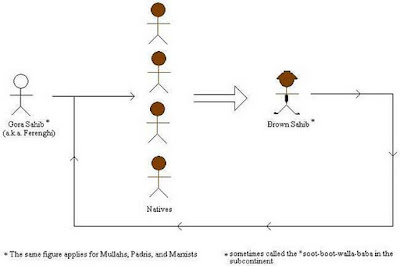 Gora Sahib *
(a.k.a. Ferenghi)
Brown Sahib *
Natives
* The same figure applies for Mullahs, Padris, and Marxists
* sometimes called the "soot-boot-walla-baba in the
subcontinent